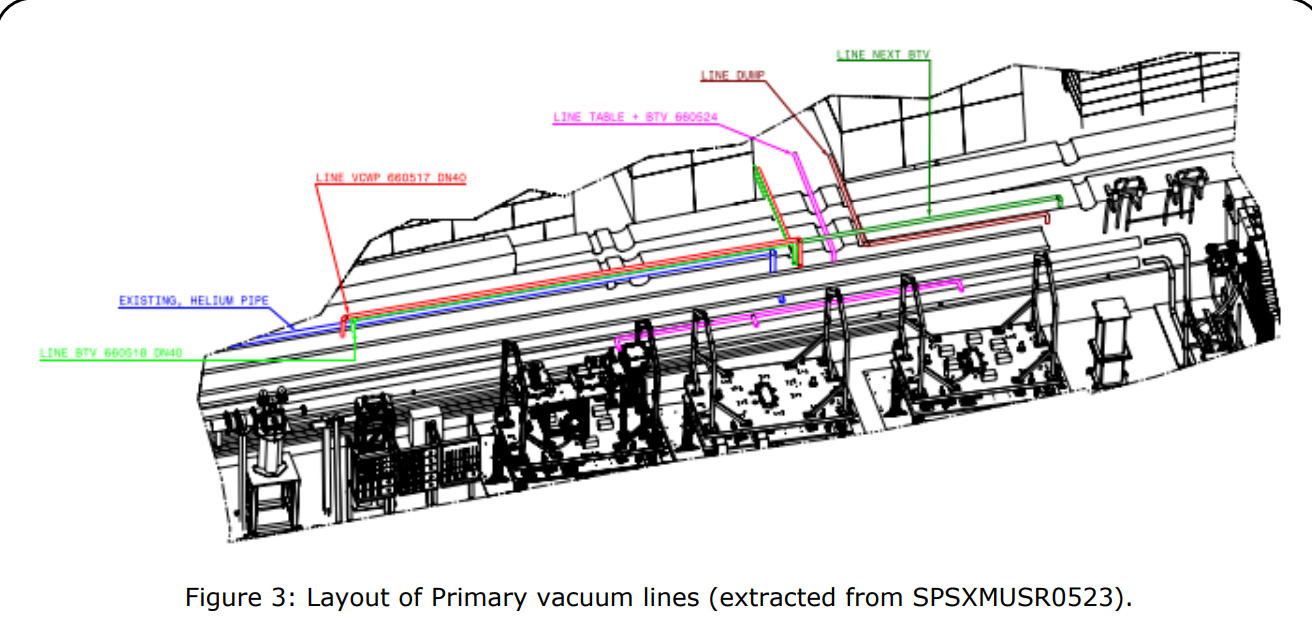 LINE NEXT BTV
LINE DUMP
LINE TABLE + BTV 660524
LINE VCWP 660517 DN40
EXISTING, HELIUM PIPE
LINE BTV 660518 DN40
Figure 3: Layout of Primary vacuum lines (extracted from SPSXMUSR0523).